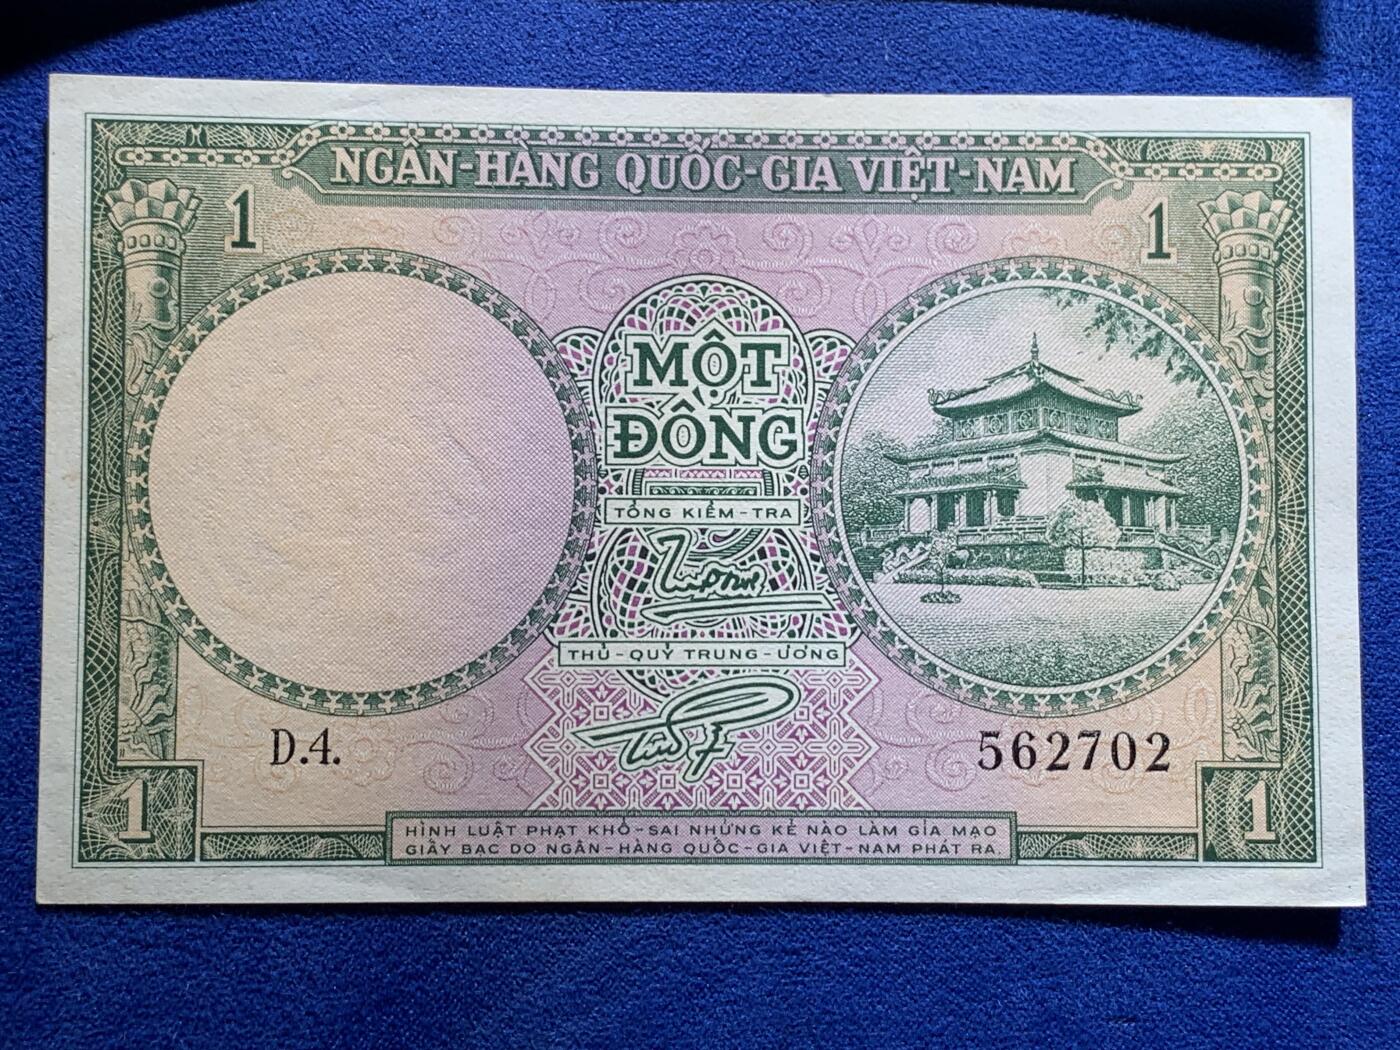 NGÂN-HÀNG QUỐC-GIA VIỆT-NAM
1
1
MỘT
ĐỒNG
TỔNG KIỂM-TRA
THỦ-QUỸ TRUNG-ƯƠNG
D.4.
562702
1
1
HÌNH LUẬT PHẠT KHỔ-SAI NHỮNG KẺ NÀO LÀM GỈA MẠO
GIẤY BẠC DO NGÂN-HÀNG QUỐC-GIA VIỆT-NAM PHÁT RA